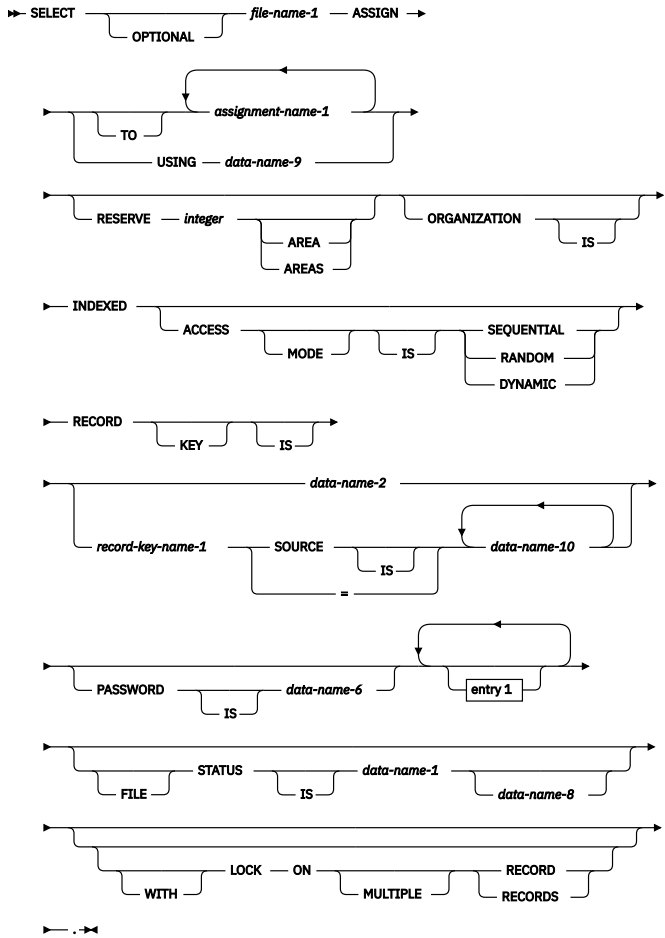 SELECT file-name-1 ASSIGN
OPTIONAL
assignment-name-1
TO
USING data-name-9
RESERVE integer ORGANIZATION
AREA IS
AREAS
INDEXED
ACCESS SEQUENTIAL
MODE IS RANDOM
DYNAMIC
RECORD
KEY IS
data-name-2
record-key-name-1 SOURCE data-name-10
IS
=
PASSWORD data-name-6 entry 1
IS
STATUS data-name-1
FILE IS data-name-8
LOCK ON RECORD
WITH MULTIPLE RECORDS
.